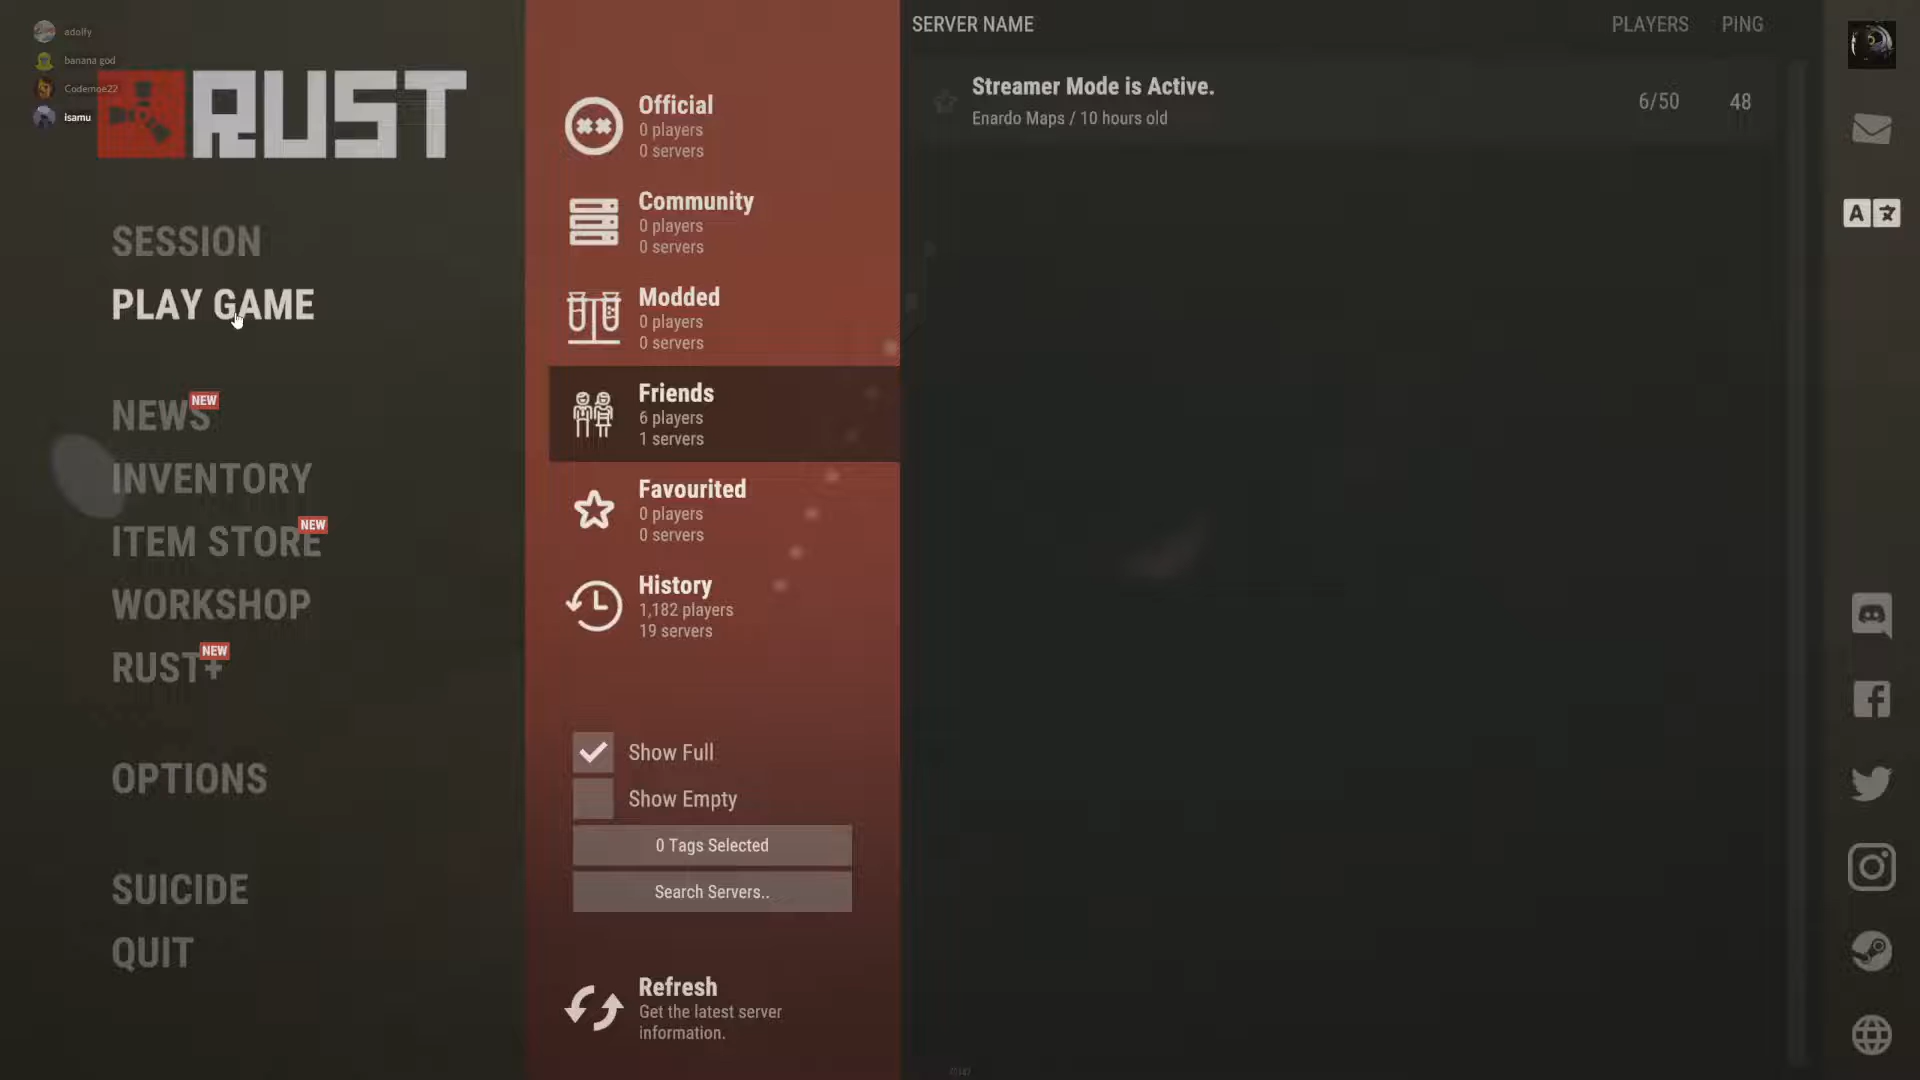 adolfy
banana god
Codemoe22
isamu
RUST
SESSION
PLAY GAME
NEWS
NEW
INVENTORY
ITEM STORE
NEW
WORKSHOP
RUST+
NEW
OPTIONS
SUICIDE
QUIT
Official
0 players
0 servers
Community
0 players
0 servers
Modded
0 players
0 servers
Friends
6 players
1 servers
Favourited
0 players
0 servers
History
1,182 players
19 servers
Show Full
Show Empty
0 Tags Selected
Search Servers..
Refresh
Get the latest server
information.
SERVER NAME PLAYERS PING
Streamer Mode is Active.
Enardo Maps / 10 hours old
6/50 48
A